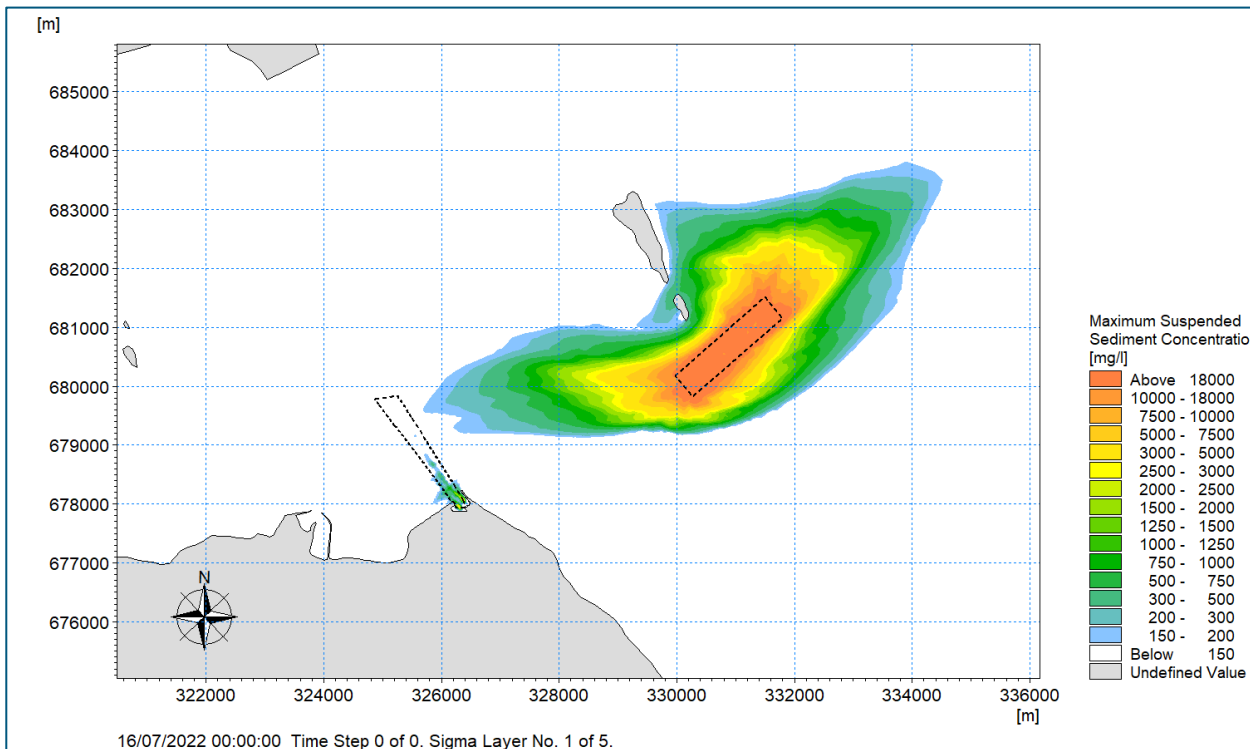 [m]
685000
684000
683000
682000
681000
680000
679000
678000
677000
676000
N
322000 324000 326000 328000 330000 332000 334000 336000
[m]
Maximum Suspended
Sediment Concentratio
[mg/l]
Above 18000
10000 - 18000
7500 - 10000
5000 - 7500
3000 - 5000
2500 - 3000
2000 - 2500
1500 - 2000
1250 - 1500
1000 - 1250
750 - 1000
500 - 750
300 - 500
200 - 300
150 - 200
Below 150
Undefined Value
16/07/2022 00:00:00 Time Step 0 of 0. Sigma Layer No. 1 of 5.